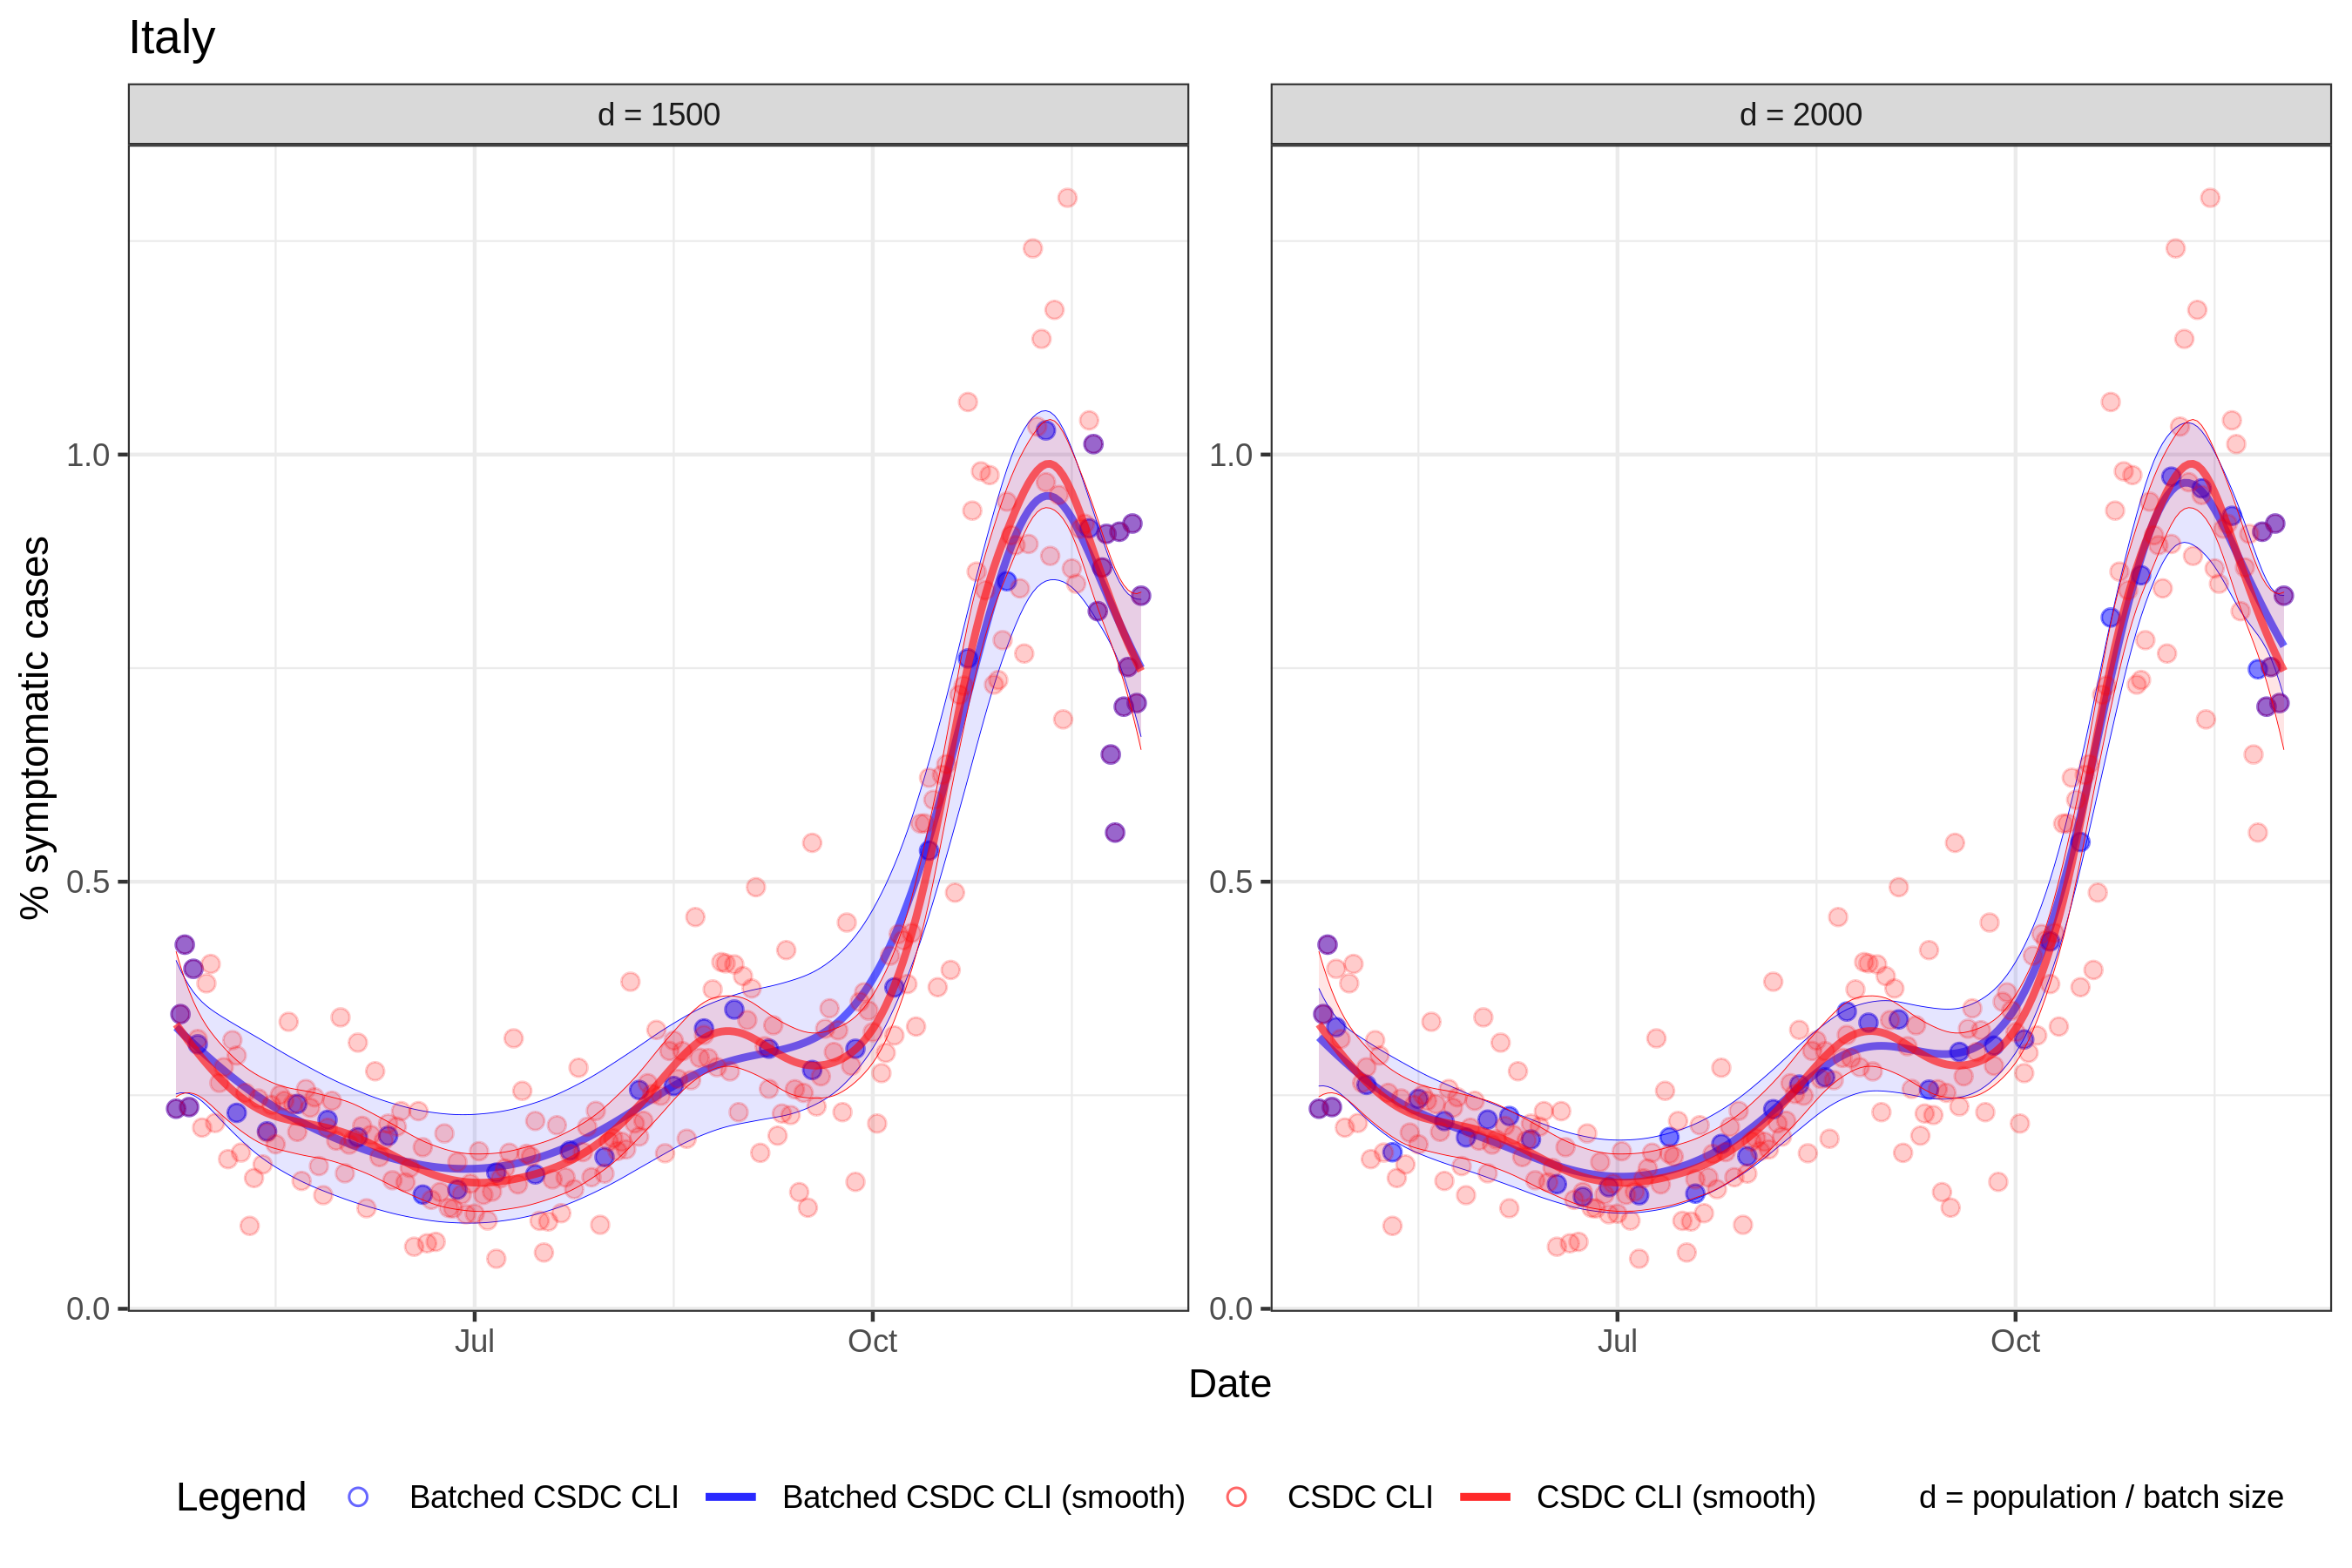 Italy
d = 1500
d = 2000
% symptomatic cases
1.0
0.5
0.0
1.0
0.5
0.0
Jul
Oct
Jul
Oct
Date
Legend Batched CSDC CLI Batched CSDC CLI (smooth) CSDC CLI CSDC CLI (smooth) d = population / batch size